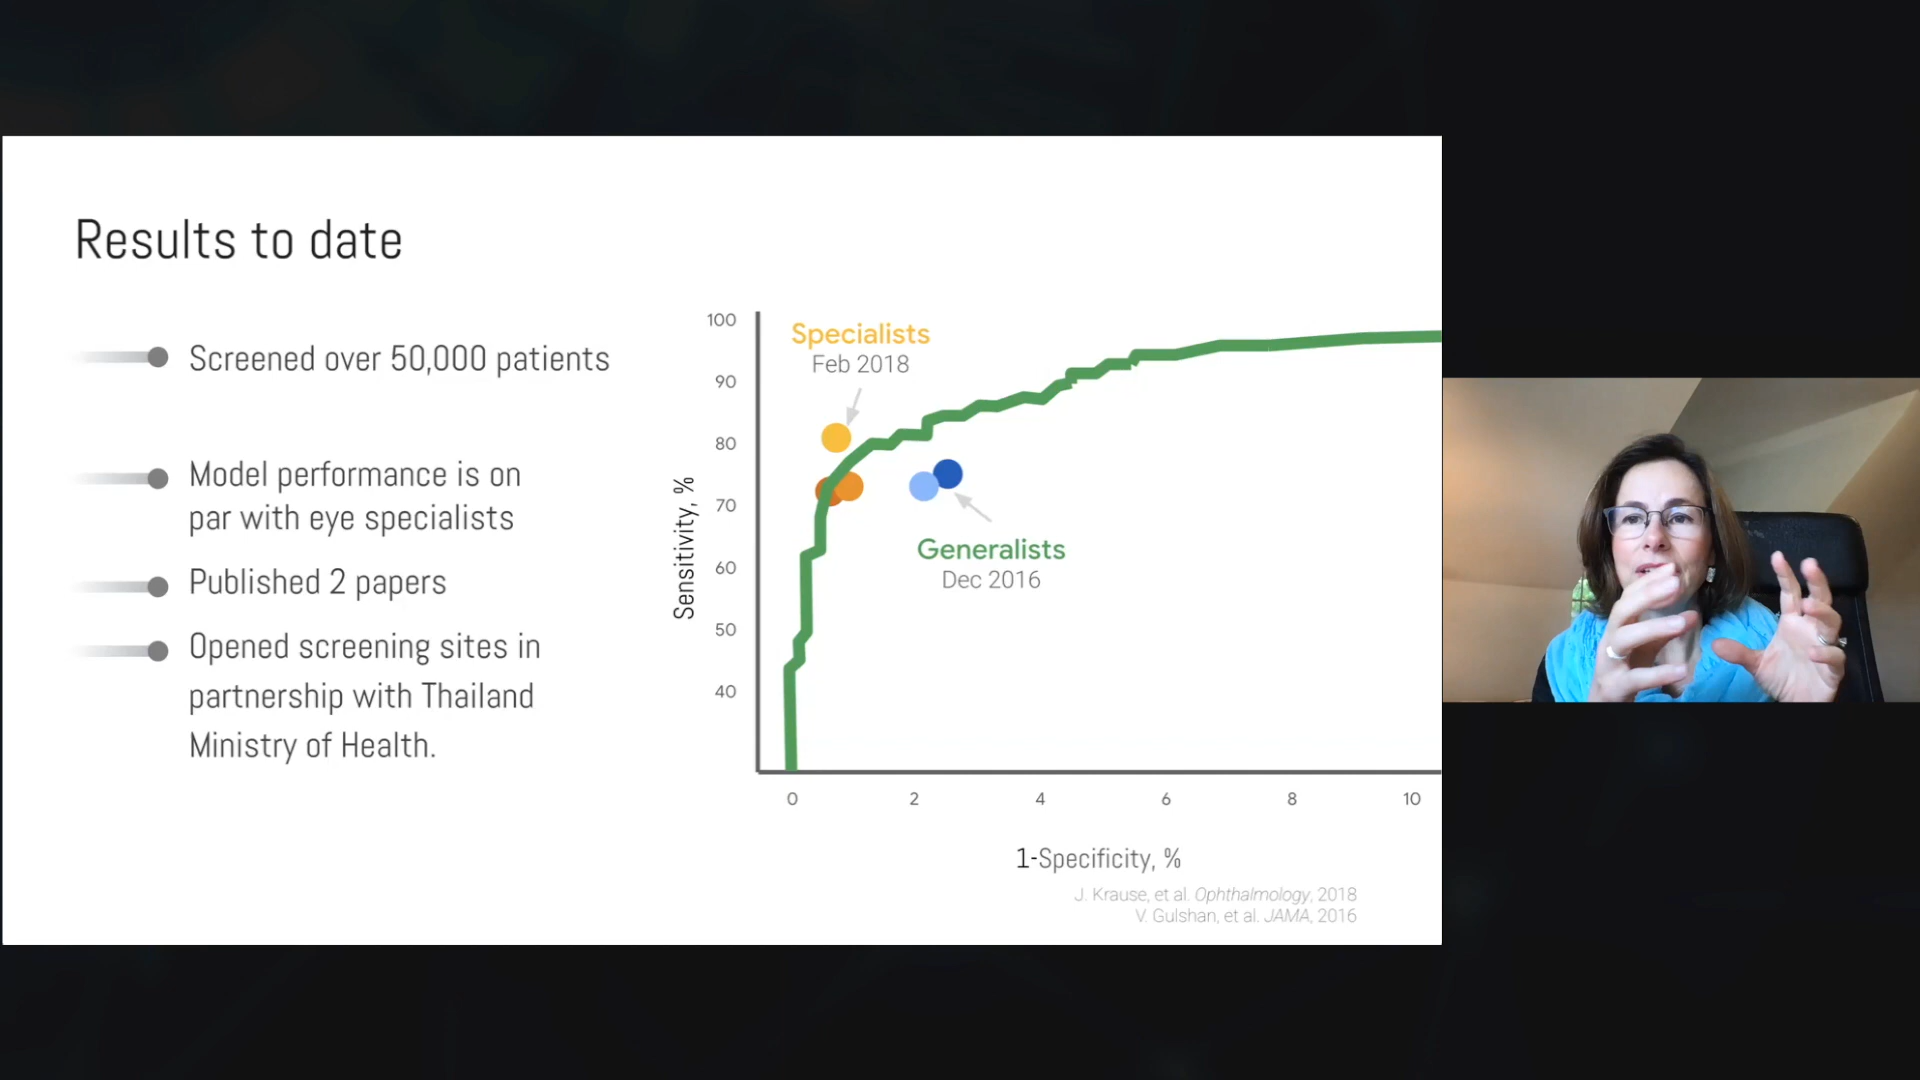 Results to date
Screened over 50,000 patients
Model performance is on
par with eye specialists
Published 2 papers
Opened screening sites in
partnership with Thailand
Ministry of Health.
Sensitivity, %
100
90
80
70
60
50
40
Specialists
Feb 2018
Generalists
Dec 2016
0 2 4 6 8 10
1-Specificity, %
J. Krause, et al. Ophthalmology, 2018
V. Gulshan, et al. JAMA, 2016